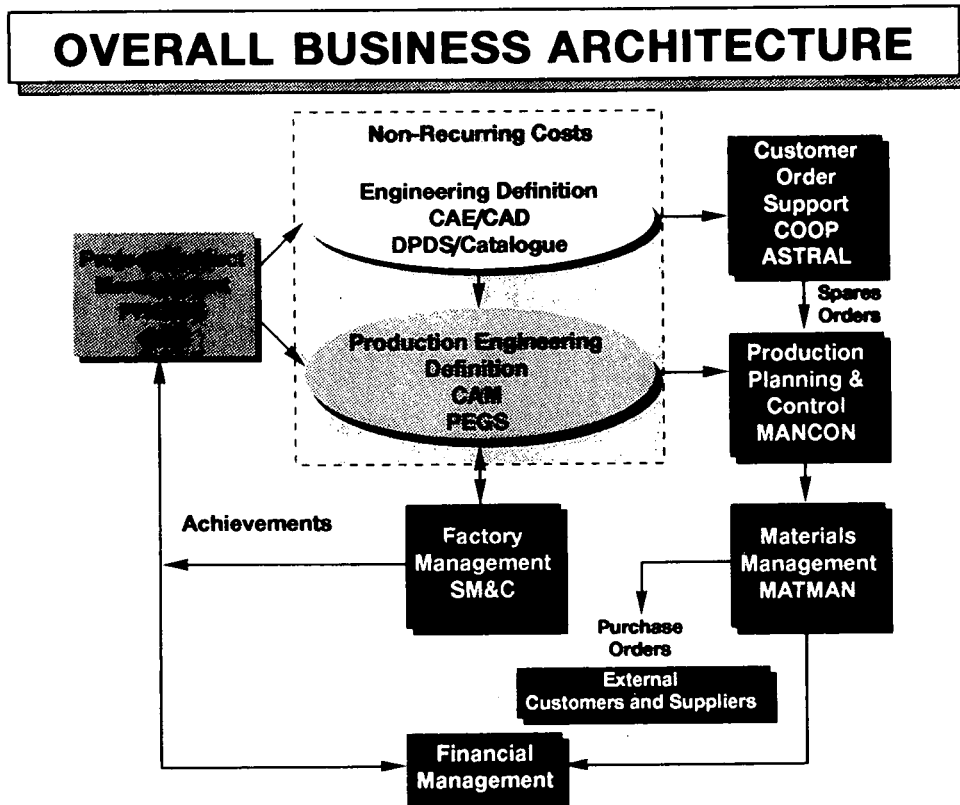 OVERALL BUSINESS ARCHITECTURE
Non-Recurring Costs
Engineering Definition
CAE/CAD
DPDS/Catalogue
Customer
Order
Support
COOP
ASTRAL
Management
Spares
Orders
Production Engineering
Definition
CAM
PEGS
Production
Planning &
Control
MANCON
Achievements
Factory
Management
SM&C
Materials
Management
MATMAN
Purchase
Orders
External
Customers and Suppliers
Financial
Management